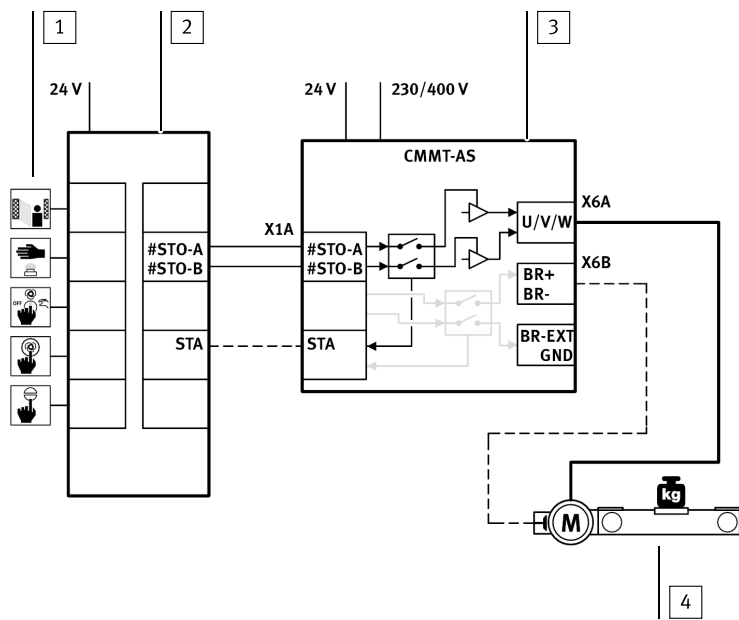 1
2
3
24 V
24 V
230/400 V
CMMT-AS
X6A
U/V/W
X1A
#STO-A
#STO-B
#STO-A
#STO-B
X6B
BR+
BR-
OFF
STA
STA
BR-EXT
GND
kg
M
4